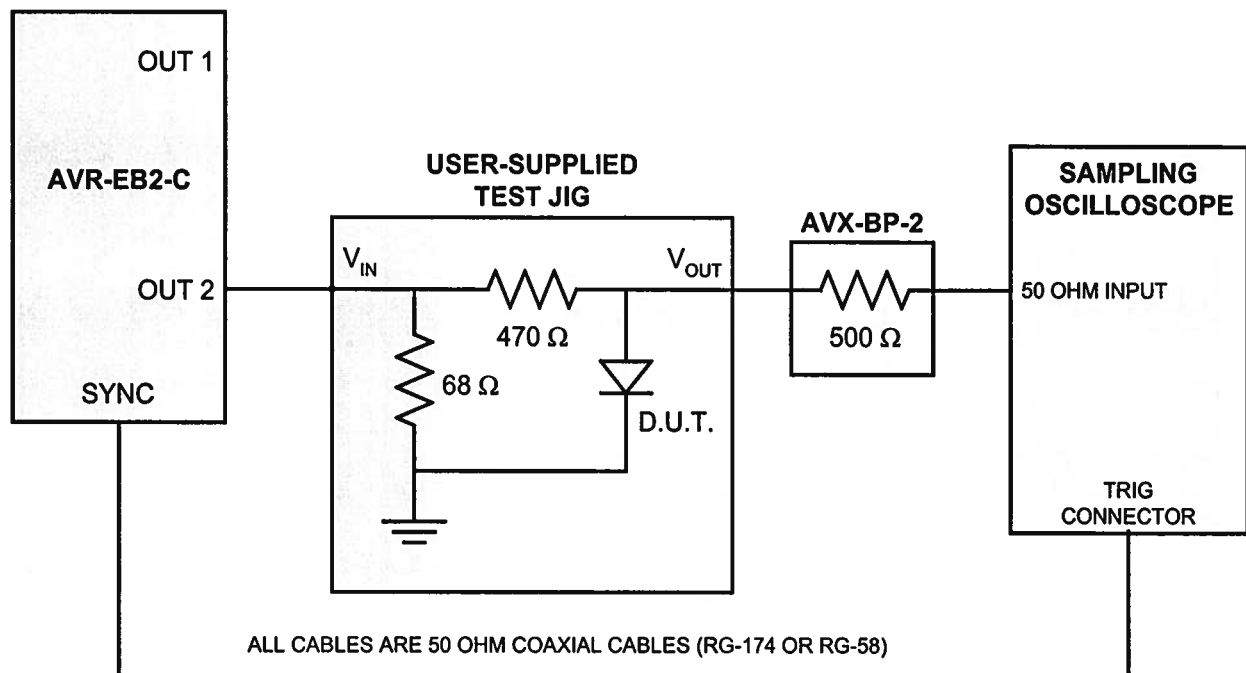 OUT 1
AVR-EB2-C
OUT 2
SYNC
USER-SUPPLIED
TEST JIG
V_IN
V_OUT
470 Ω
68 Ω
D.U.T.
AVX-BP-2
500 Ω
SAMPLING
OSCILLOSCOPE
50 OHM INPUT
TRIG
CONNECTOR
ALL CABLES ARE 50 OHM COAXIAL CABLES (RG-174 OR RG-58)